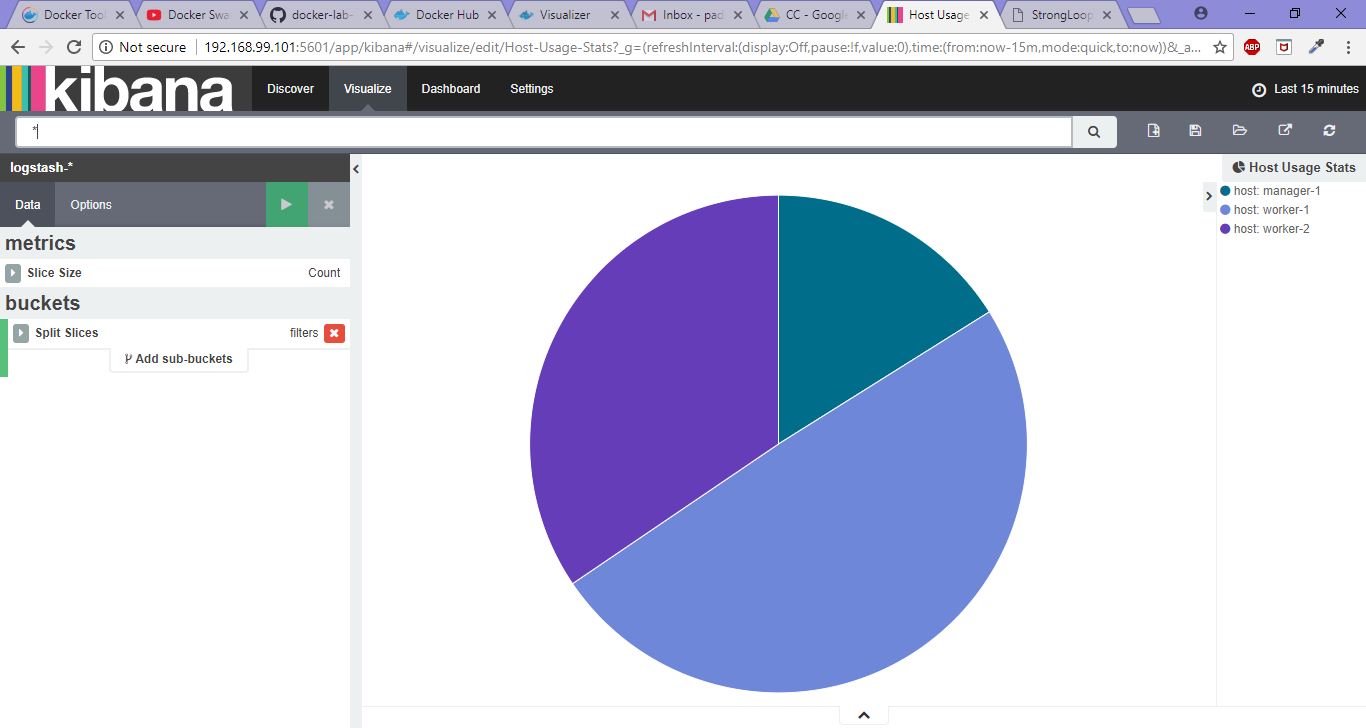 Docker Tool
Docker Swa
docker-lab-
Docker Hub
Visualizer
Inbox - pad
CC - Google
Host Usage
StrongLoop
Not secure
192.168.99.101:5601/app/kibana#/visualize/edit/Host-Usage-Stats?_g=(refreshInterval:(display:Off,pause:!f,value:0),time:(from:now-15m,mode:quick,to:now))&_a...
ABP
kibana
Discover
Visualize
Dashboard
Settings
Last 15 minutes
*
logstash-*
Data
Options
metrics
Slice Size
Count
buckets
Split Slices
filters
Add sub-buckets
Host Usage Stats
host: manager-1
host: worker-1
host: worker-2